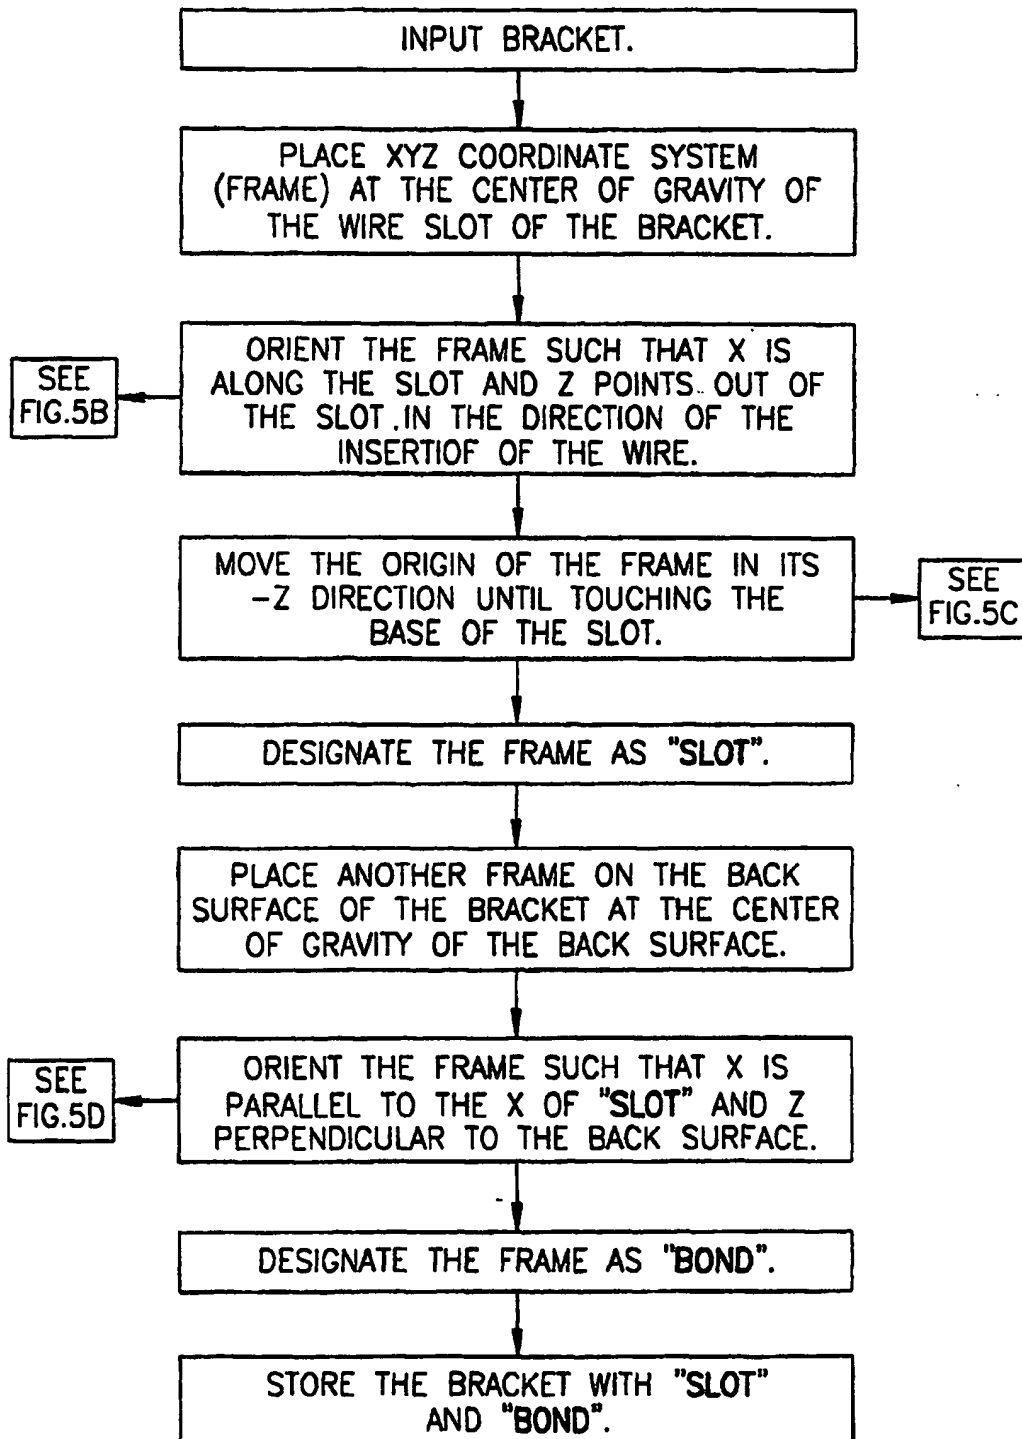 INPUT BRACKET.
PLACE XYZ COORDINATE SYSTEM
(FRAME) AT THE CENTER OF GRAVITY OF
THE WIRE SLOT OF THE BRACKET.
ORIENT THE FRAME SUCH THAT X IS
ALONG THE SLOT AND Z POINTS OUT OF
THE SLOT IN THE DIRECTION OF THE
INSERTIOF OF THE WIRE.
SEE
FIG.5B
MOVE THE ORIGIN OF THE FRAME IN ITS
-Z DIRECTION UNTIL TOUCHING THE
BASE OF THE SLOT.
SEE
FIG.5C
DESIGNATE THE FRAME AS "SLOT".
PLACE ANOTHER FRAME ON THE BACK
SURFACE OF THE BRACKET AT THE CENTER
OF GRAVITY OF THE BACK SURFACE.
ORIENT THE FRAME SUCH THAT X IS
PARALLEL TO THE X OF "SLOT" AND Z
PERPENDICULAR TO THE BACK SURFACE.
SEE
FIG.5D
DESIGNATE THE FRAME AS "BOND".
STORE THE BRACKET WITH "SLOT"
AND "BOND".